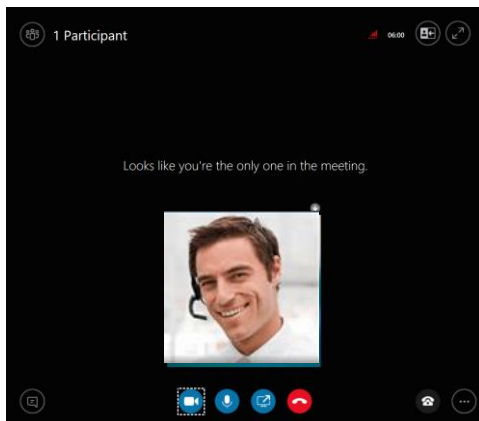 1 Participant
06:00
Looks like you're the only one in the meeting.